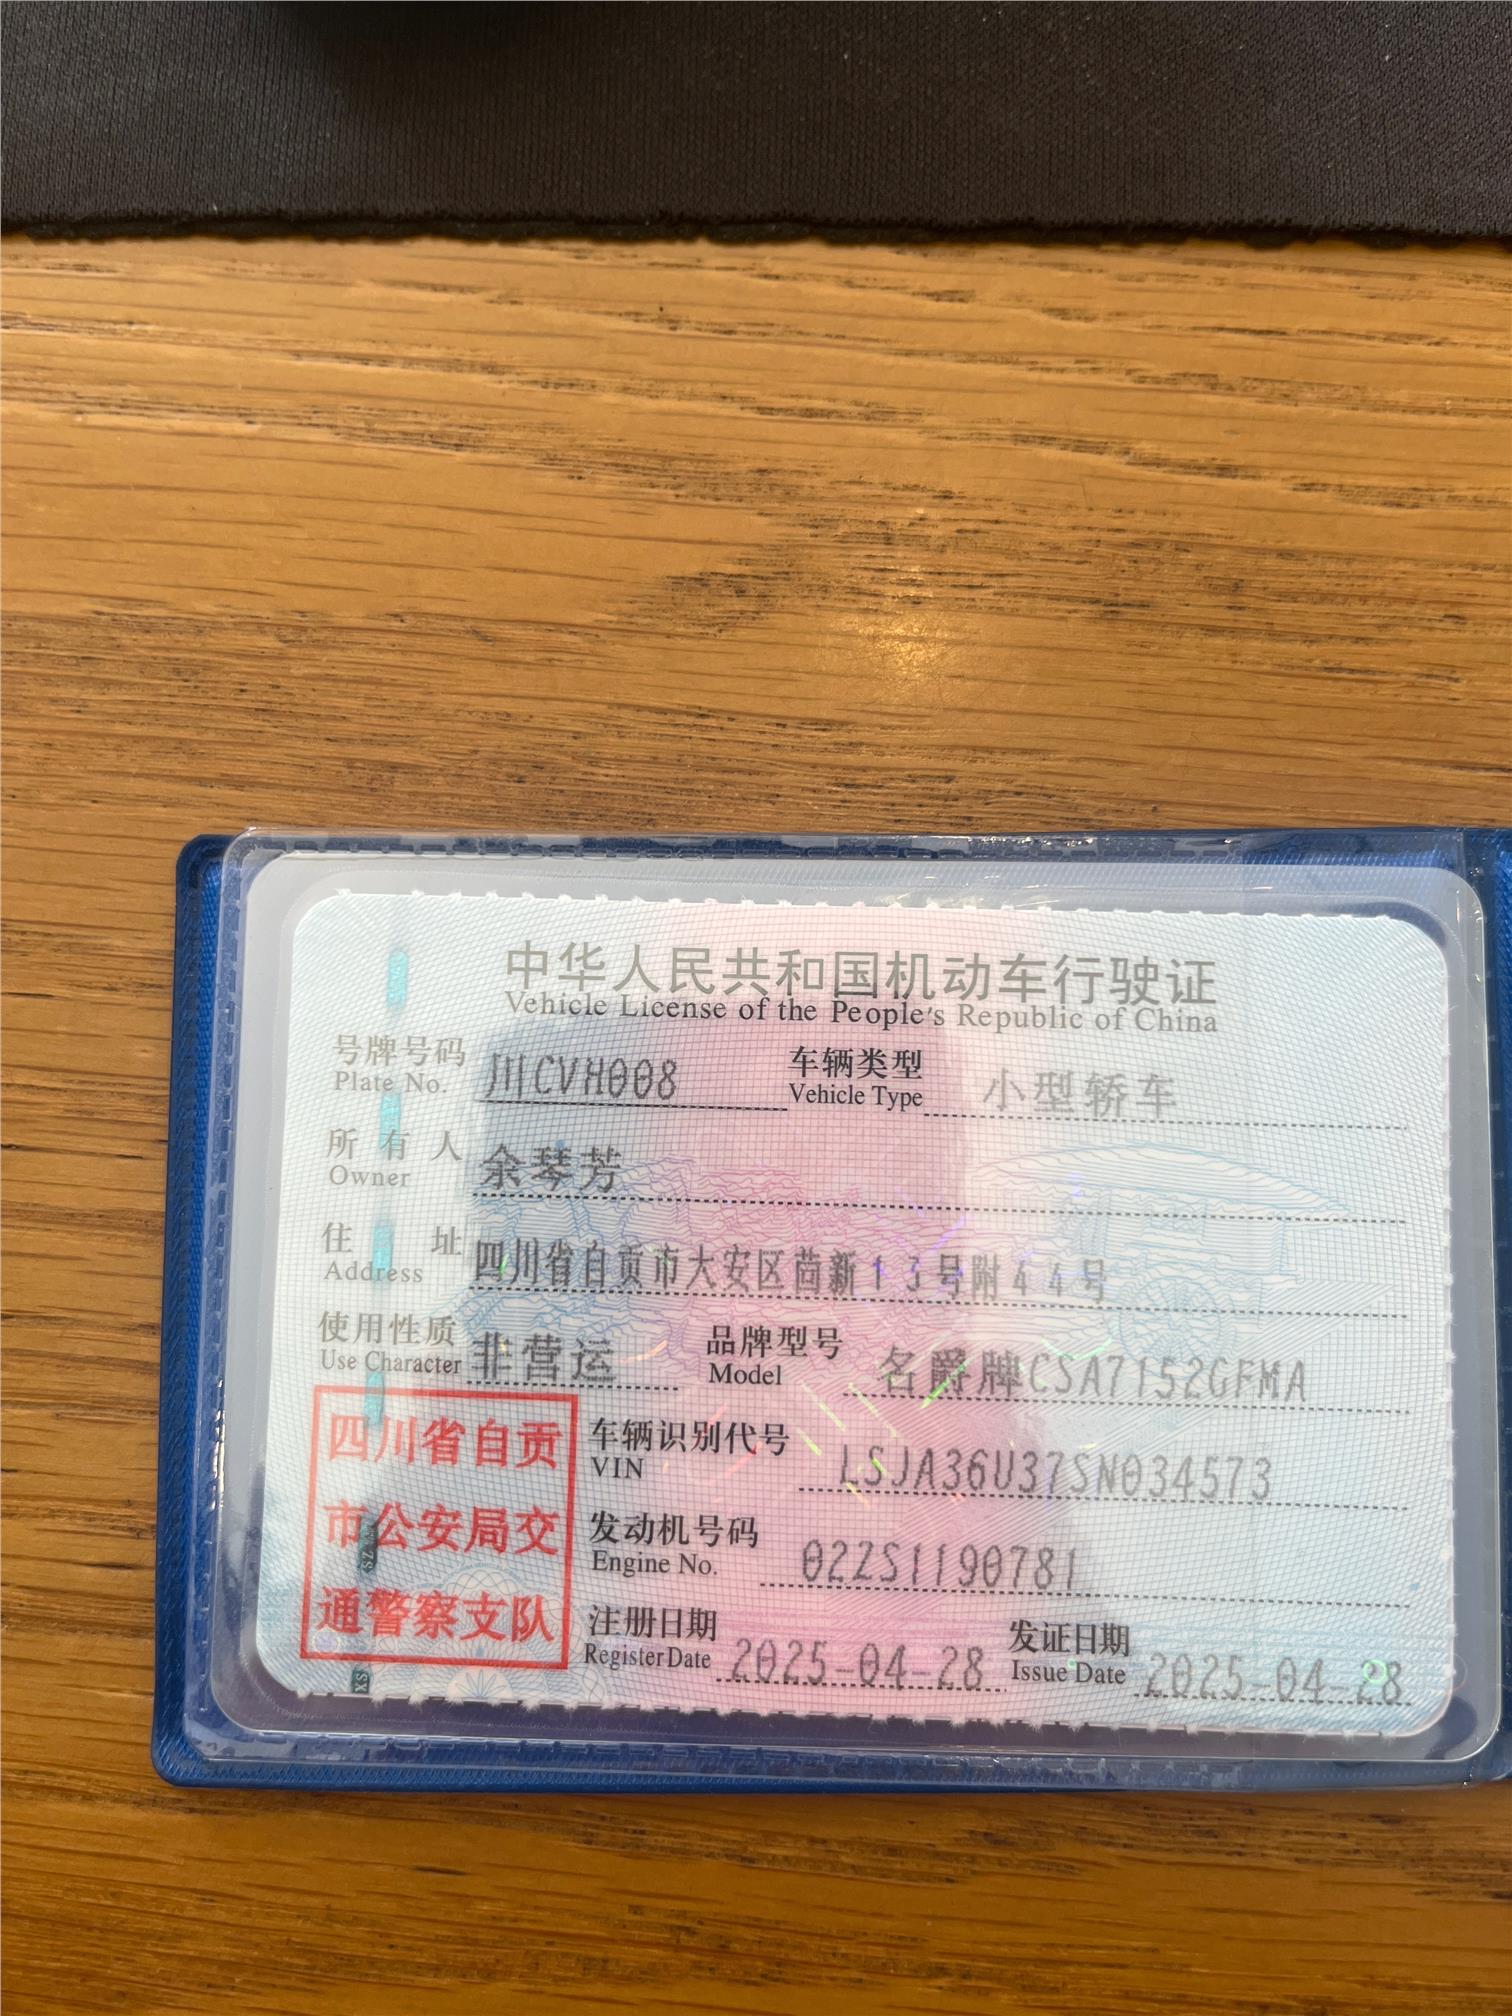 中华人民共和国机动车行驶证
Vehicle License of the People's Republic of China
号牌号码 川CVH008 车辆类型 小型轿车
Plate No. Vehicle Type
所有人 余琴芳
Owner
住址 四川省自贡市大安区茴新13号附44号
Address
使用性质 非营运 品牌型号 名爵牌CSA7152GFMA
Use Character Model
四川省自贡
市公安局交
通警察支队
车辆识别代号 LSJA36U37SN034573
VIN
发动机号码 02ZS1190781
Engine No.
注册日期 2025-04-28 发证日期 2025-04-28
Register Date Issue Date